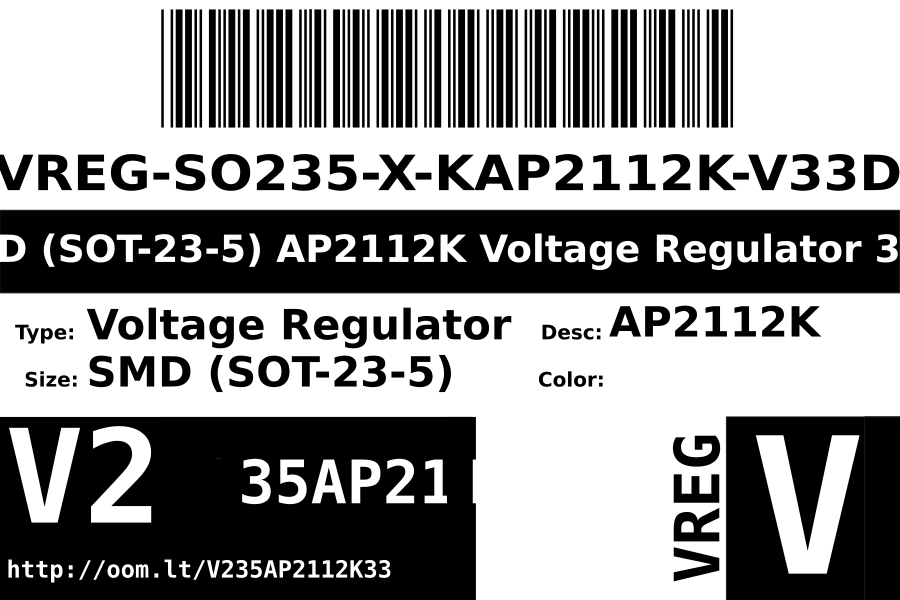 VREG-SO235-X-KAP2112K-V33D
D (SOT-23-5) AP2112K Voltage Regulator 3
Type: Voltage Regulator Desc: AP2112K
Size: SMD (SOT-23-5) Color:
V2 35AP21
VREG V
http://oom.lt/V235AP2112K33